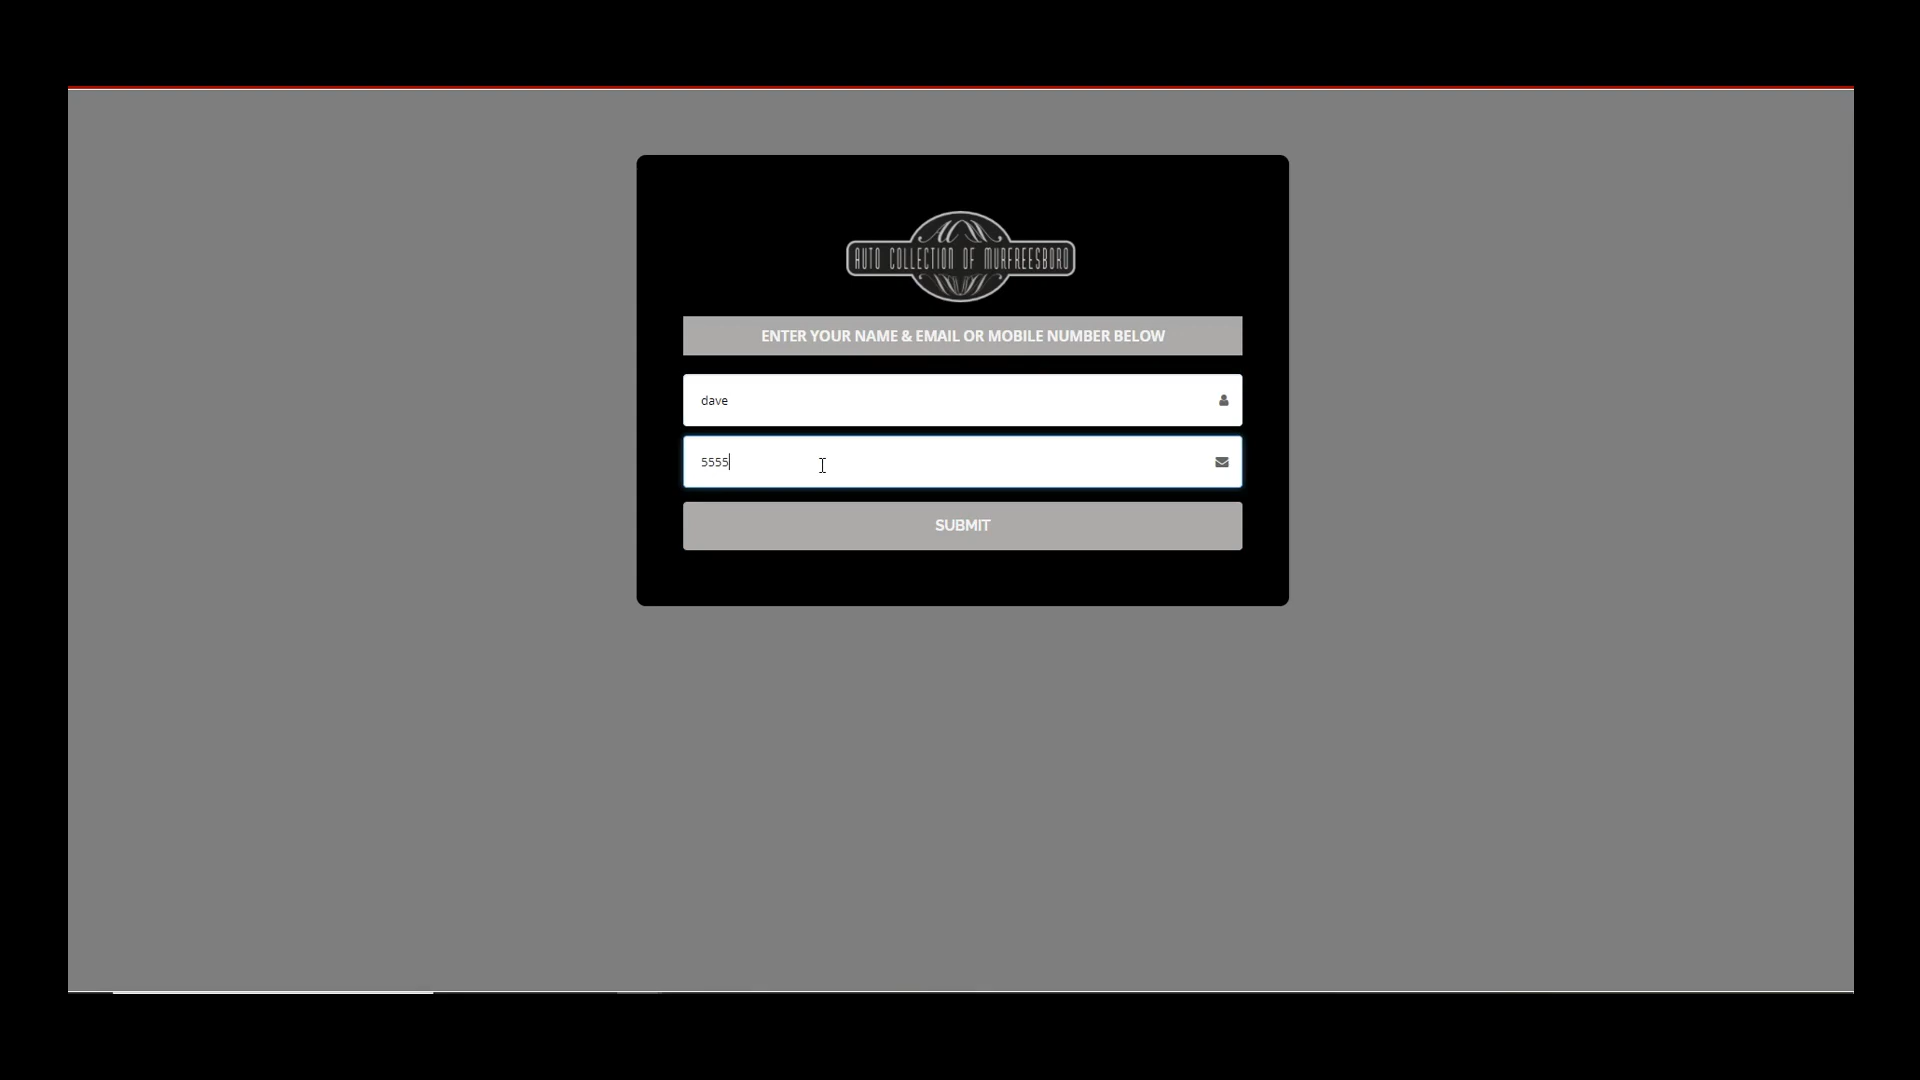 AUTO COLLECTION OF MURFREESBORO
ENTER YOUR NAME & EMAIL OR MOBILE NUMBER BELOW
dave
5555
SUBMIT